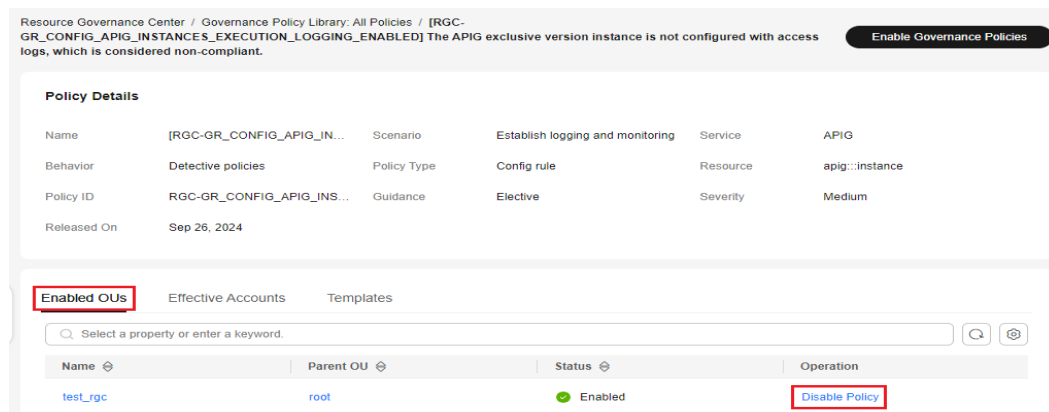 Resource Governance Center / Governance Policy Library: All Policies / [RGC-
GR_CONFIG_APIG_INSTANCES_EXECUTION_LOGGING_ENABLED] The APIG exclusive version instance is not configured with access
logs, which is considered non-compliant.
Enable Governance Policies
Policy Details
Name [RGC-GR_CONFIG_APIG_IN... Scenario Establish logging and monitoring Service APIG
Behavior Detective policies Policy Type Config rule Resource apig:::instance
Policy ID RGC-GR_CONFIG_APIG_INS... Guidance Elective Severity Medium
Released On Sep 26, 2024
Enabled OUs Effective Accounts Templates
Select a property or enter a keyword.
Name Parent OU Status Operation
test_rgc root Enabled Disable Policy